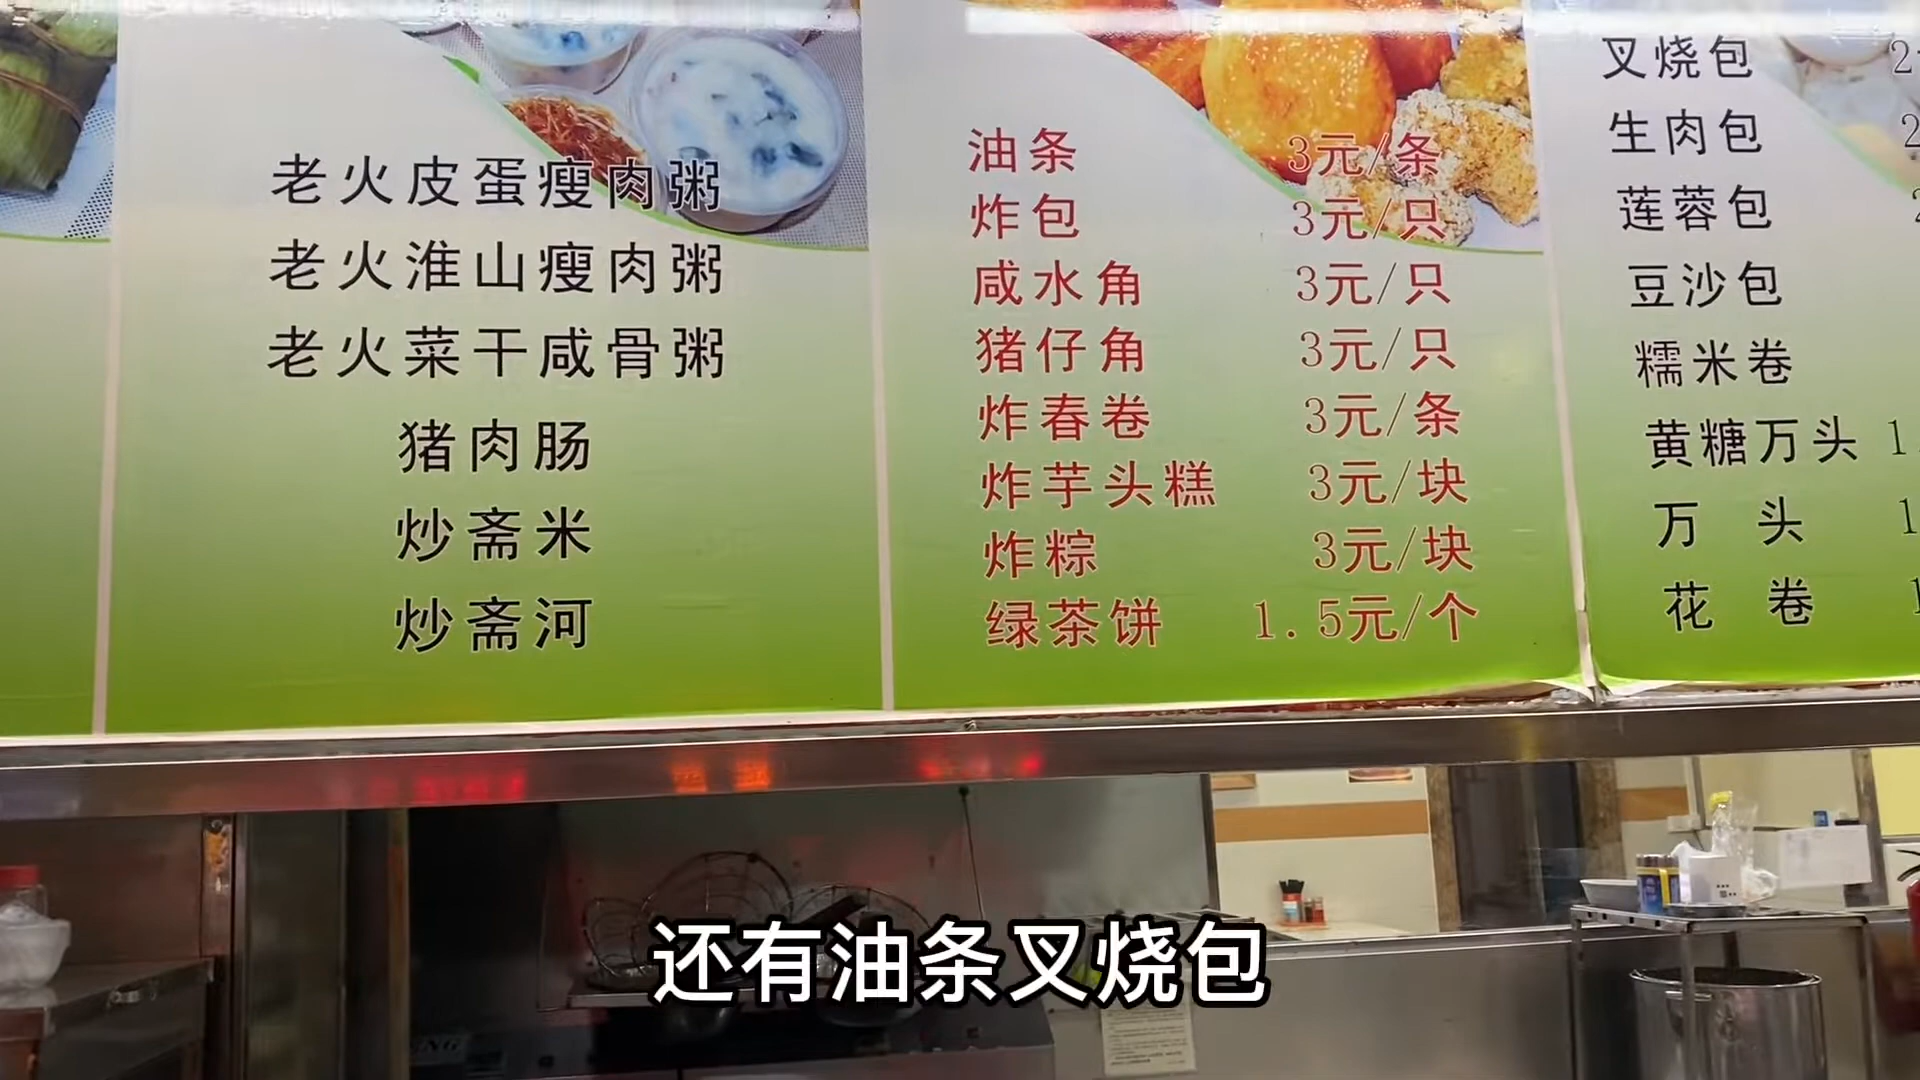 老火皮蛋瘦肉粥
老火淮山瘦肉粥
老火菜干咸骨粥
猪肉肠
炒斋米
炒斋河
油条 3元/条
炸包 3元/只
咸水角 3元/只
猪仔角 3元/只
炸春卷 3元/条
炸芋头糕 3元/块
炸粽 3元/块
绿茶饼 1.5元/个
叉烧包
生肉包
莲蓉包
豆沙包
糯米卷
黄糖万头
万头
花卷
还有油条叉烧包